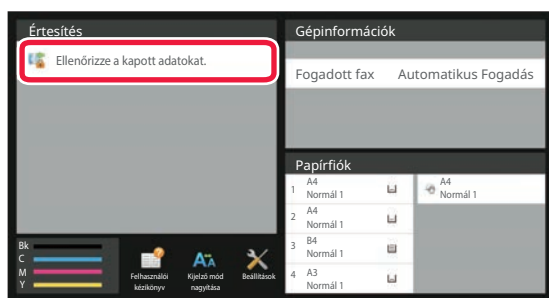 Értesítés
Ellenőrizze a kapott adatokat.
Gépinformációk
Fogadott fax Automatikus Fogadás
Papírfiók
1 A4
Normál 1
A4
Normál 1
2 A4
Normál 1
3 B4
Normál 1
4 A3
Normál 1
Bk
C
M
Y
Felhasználói
kézikönyv
Kijelző mód
nagyítása
Beállítások